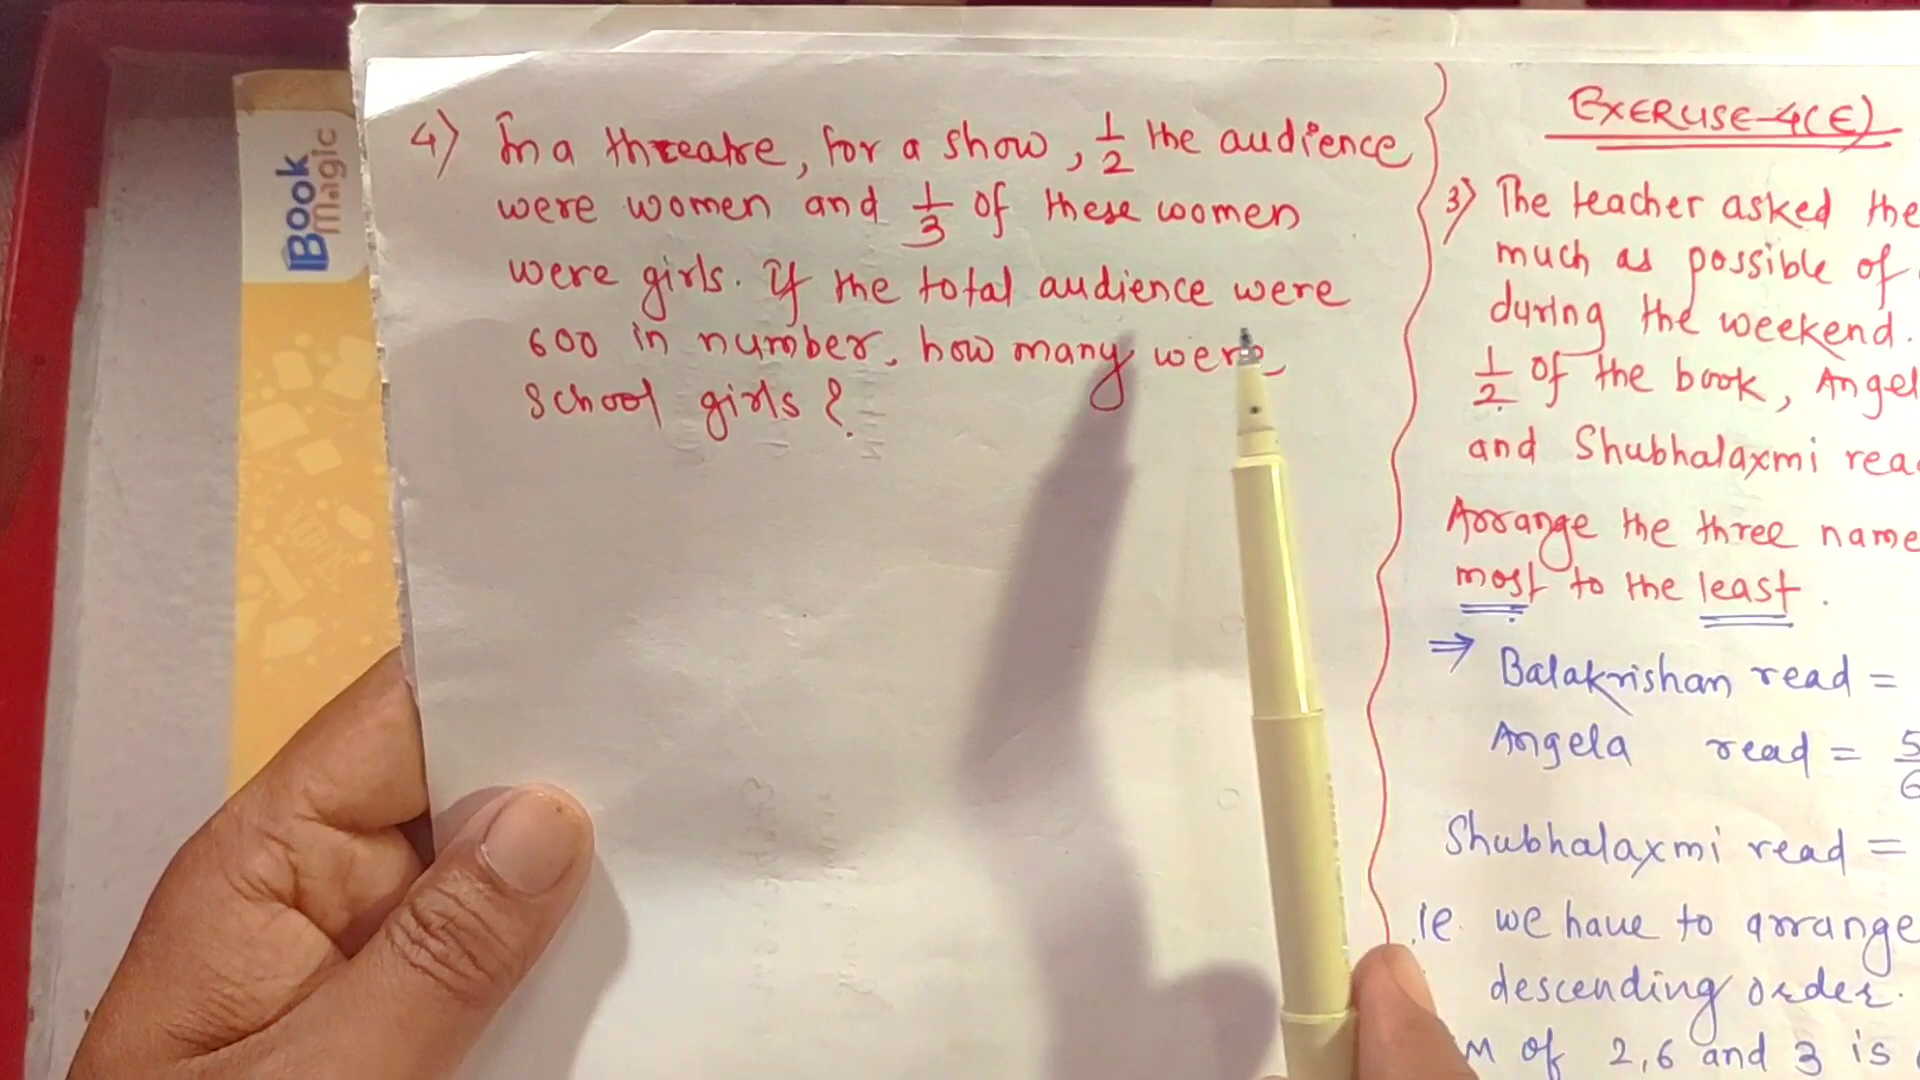 Book
magic
4) In a threatre, for a show, 1/2 the audience
were women and 1/3 of these women
were girls. If the total audience were
600 in number, how many were
School girls?
EXERCISE-4(E)
3) The teacher asked the
much as possible of
during the weekend.
1/2 of the book, Angel
and Shubhalaxmi rea
Arrange the three name
most to the least.
⇒ Balakrishan read =
Angela read = 5/6
Shubhalaxmi read =
ie. we have to arrange
descending order.
M of 2,6 and 3 is